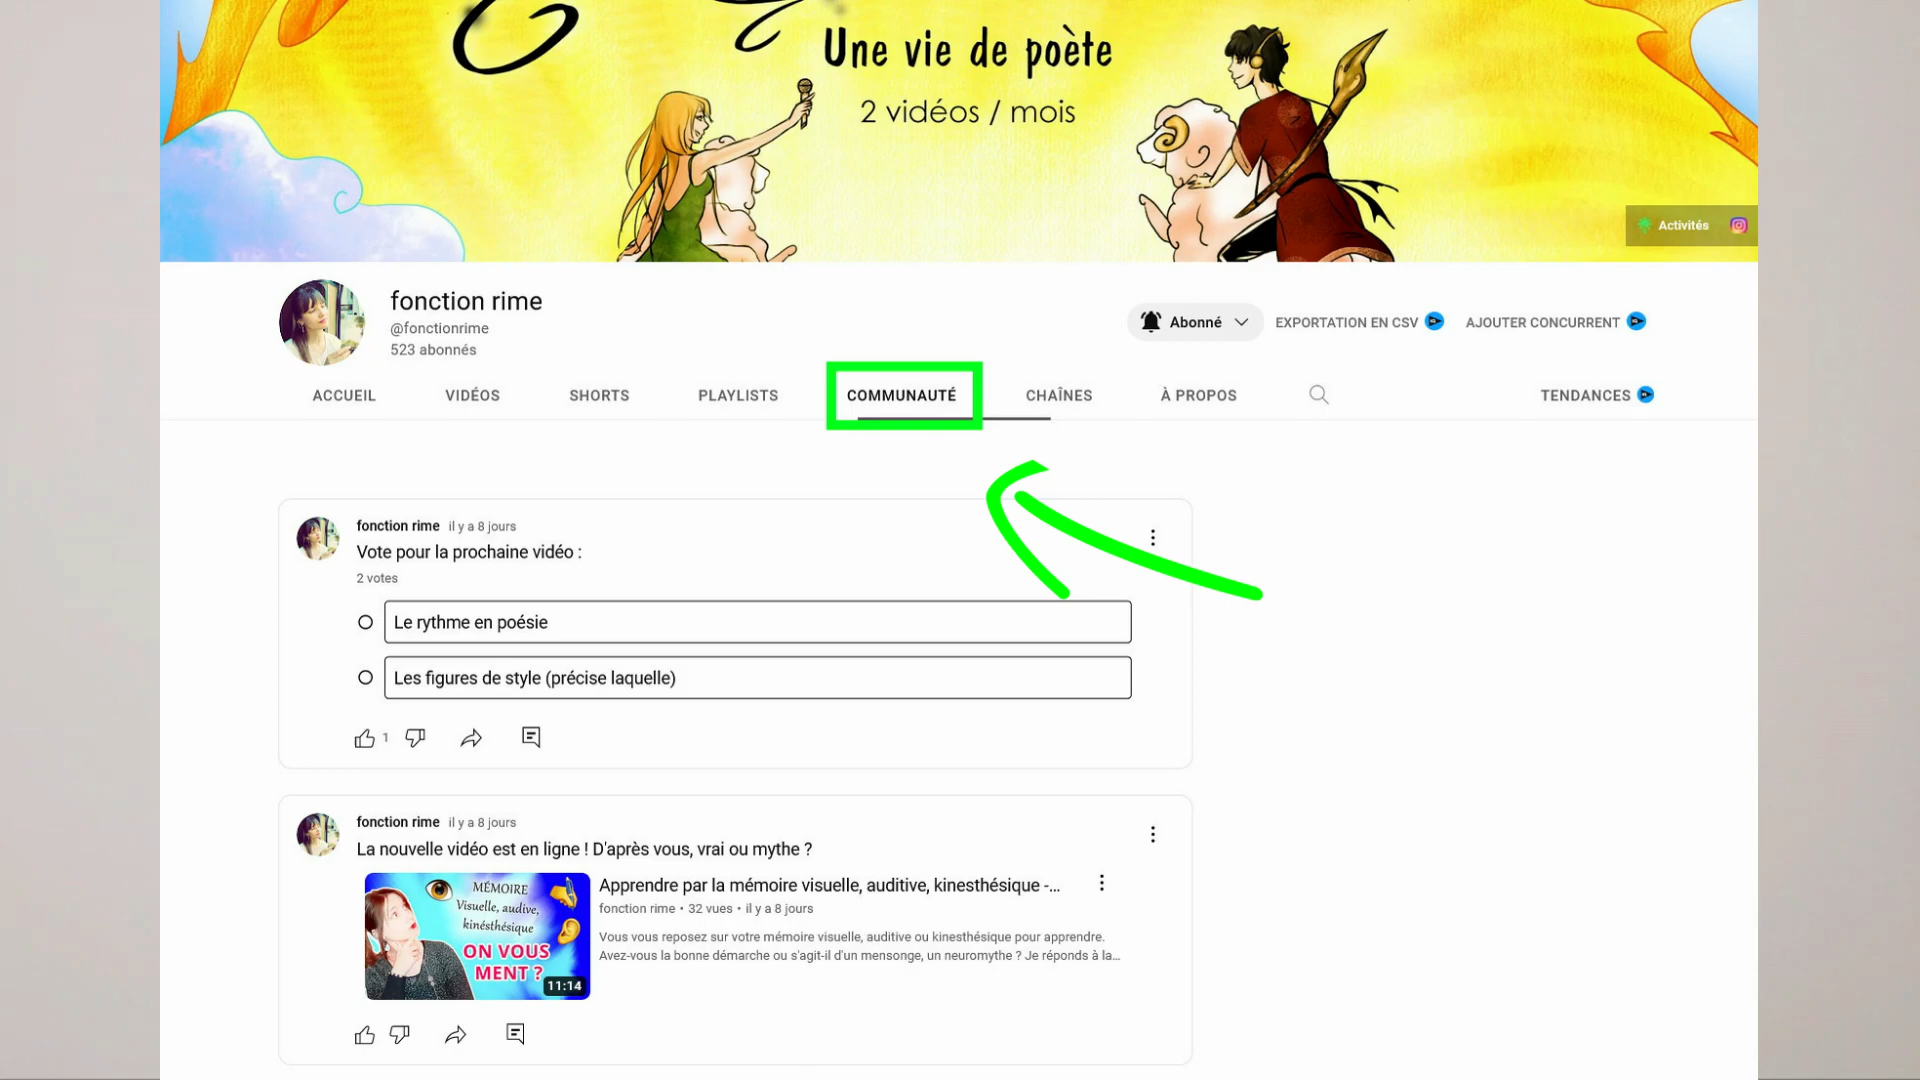 Une vie de poète
2 vidéos / mois
Activités
fonction rime
@fonctionrime
523 abonnés
Abonné
EXPORTATION EN CSV
AJOUTER CONCURRENT
ACCUEIL
VIDÉOS
SHORTS
PLAYLISTS
COMMUNAUTÉ
CHAÎNES
À PROPOS
TENDANCES
fonction rime il y a 8 jours
Vote pour la prochaine vidéo :
2 votes
Le rythme en poésie
Les figures de style (précise laquelle)
1
fonction rime il y a 8 jours
La nouvelle vidéo est en ligne ! D'après vous, vrai ou mythe ?
MÉMOIRE
Visuelle, audive,
kinésthésique
ON VOUS
MENT ?
11:14
Apprendre par la mémoire visuelle, auditive, kinesthésique -...
fonction rime • 32 vues • il y a 8 jours
Vous vous reposez sur votre mémoire visuelle, auditive ou kinesthésique pour apprendre.
Avez-vous la bonne démarche ou s'agit-il d'un mensonge, un neuromythe ? Je réponds à la...